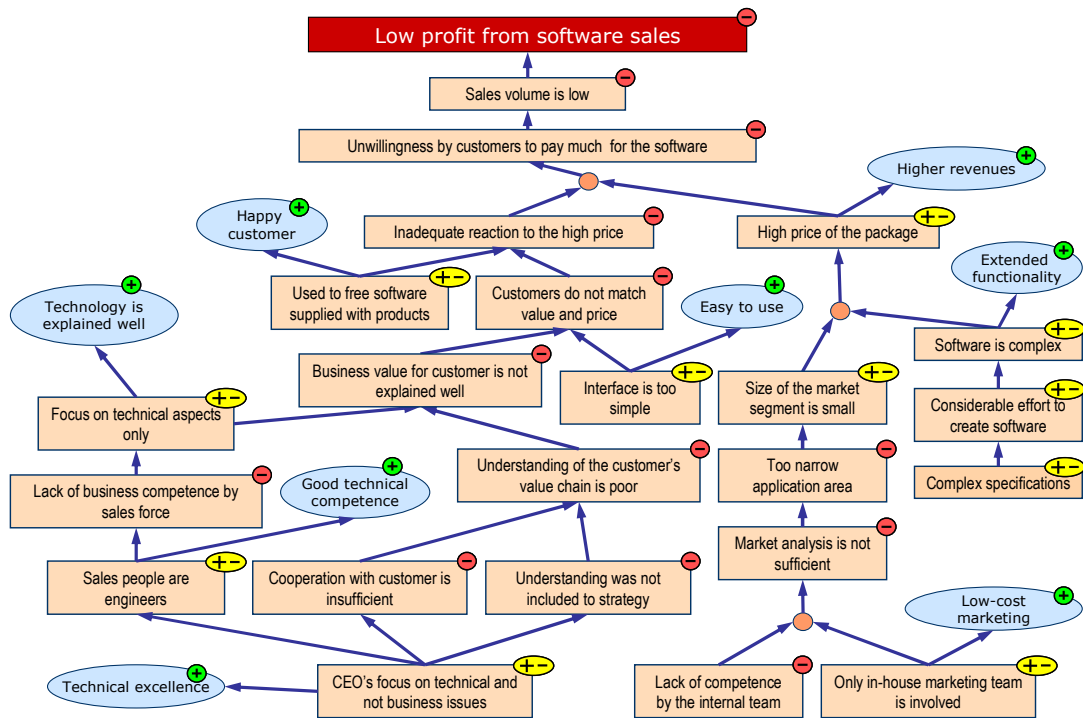 Low profit from software sales
−
Sales volume is low
−
Unwillingness by customers to pay much for the software
−
Higher revenues
+
Happy
customer
+
Inadequate reaction to the high price
−
High price of the package
+ −
Extended
functionality
+
Technology is
explained well
+
Used to free software
supplied with products
+ −
Customers do not match
value and price
−
Easy to use
+
Software is complex
+ −
Business value for customer is not
explained well
−
Interface is too
simple
+ −
Size of the market
segment is small
+ −
Considerable effort to
create software
+ −
Focus on technical aspects
only
+ −
Lack of business competence by
sales force
−
Good technical
competence
+
Understanding of the customer's
value chain is poor
−
Too narrow
application area
−
Complex specifications
+ −
Market analysis is not
sufficient
−
Sales people are
engineers
+ −
Cooperation with customer is
insufficient
−
Understanding was not
included to strategy
−
Low-cost
marketing
+
Technical excellence
+
CEO's focus on technical and
not business issues
+ −
Lack of competence
by the internal team
−
Only in-house marketing team
is involved
+ −